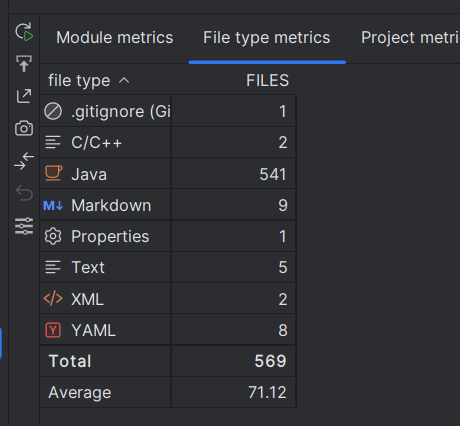 Module metrics File type metrics Project metri
file type FILES
.gitignore (Gi 1
C/C++ 2
Java 541
M↓ Markdown 9
Properties 1
Text 5
</> XML 2
Y YAML 8
Total 569
Average 71.12